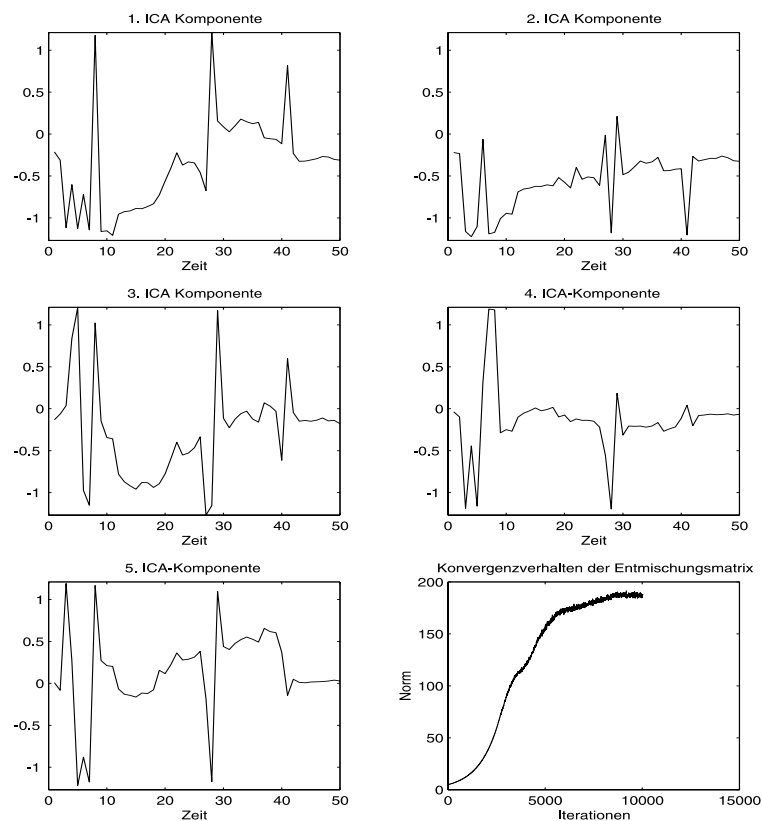 1. ICA Komponente
1
0.5
0
-0.5
-1
0 10 20 30 40 50
Zeit
2. ICA Komponente
1
0.5
0
-0.5
-1
0 10 20 30 40 50
Zeit
3. ICA Komponente
1
0.5
0
-0.5
-1
0 10 20 30 40 50
Zeit
4. ICA-Komponente
1
0.5
0
-0.5
-1
0 10 20 30 40 50
Zeit
5. ICA-Komponente
1
0.5
0
-0.5
-1
0 10 20 30 40 50
Zeit
Konvergenzverhalten der Entmischungsmatrix
200
150
100
50
0
Norm
0 5000 10000 15000
Iterationen